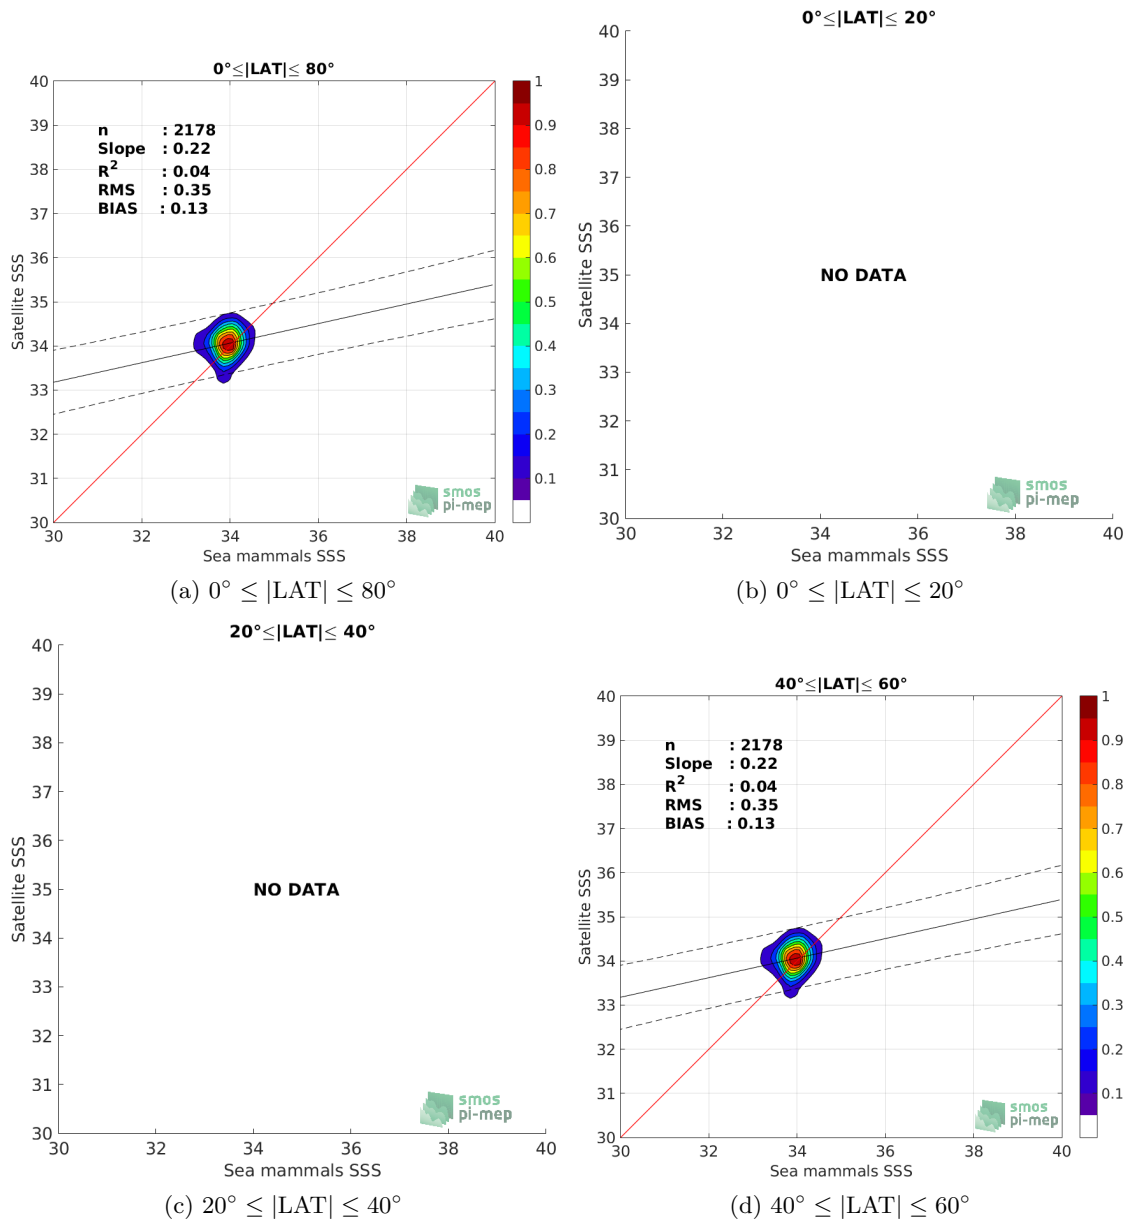 0°≤|LAT|≤ 80°
40
39
38
37
36
35
34
33
32
31
30
Satellite SSS
n : 2178
Slope : 0.22
R² : 0.04
RMS : 0.35
BIAS : 0.13
smos
pi-mep
30 32 34 36 38 40
Sea mammals SSS
1
0.9
0.8
0.7
0.6
0.5
0.4
0.3
0.2
0.1
(a) 0° ≤ |LAT| ≤ 80°
0°≤|LAT|≤ 20°
40
39
38
37
36
35
34
33
32
31
30
Satellite SSS
NO DATA
smos
pi-mep
30 32 34 36 38 40
Sea mammals SSS
(b) 0° ≤ |LAT| ≤ 20°
20°≤|LAT|≤ 40°
40
39
38
37
36
35
34
33
32
31
30
Satellite SSS
NO DATA
smos
pi-mep
30 32 34 36 38 40
Sea mammals SSS
(c) 20° ≤ |LAT| ≤ 40°
40°≤|LAT|≤ 60°
40
39
38
37
36
35
34
33
32
31
30
Satellite SSS
n : 2178
Slope : 0.22
R² : 0.04
RMS : 0.35
BIAS : 0.13
smos
pi-mep
30 32 34 36 38 40
Sea mammals SSS
1
0.9
0.8
0.7
0.6
0.5
0.4
0.3
0.2
0.1
(d) 40° ≤ |LAT| ≤ 60°